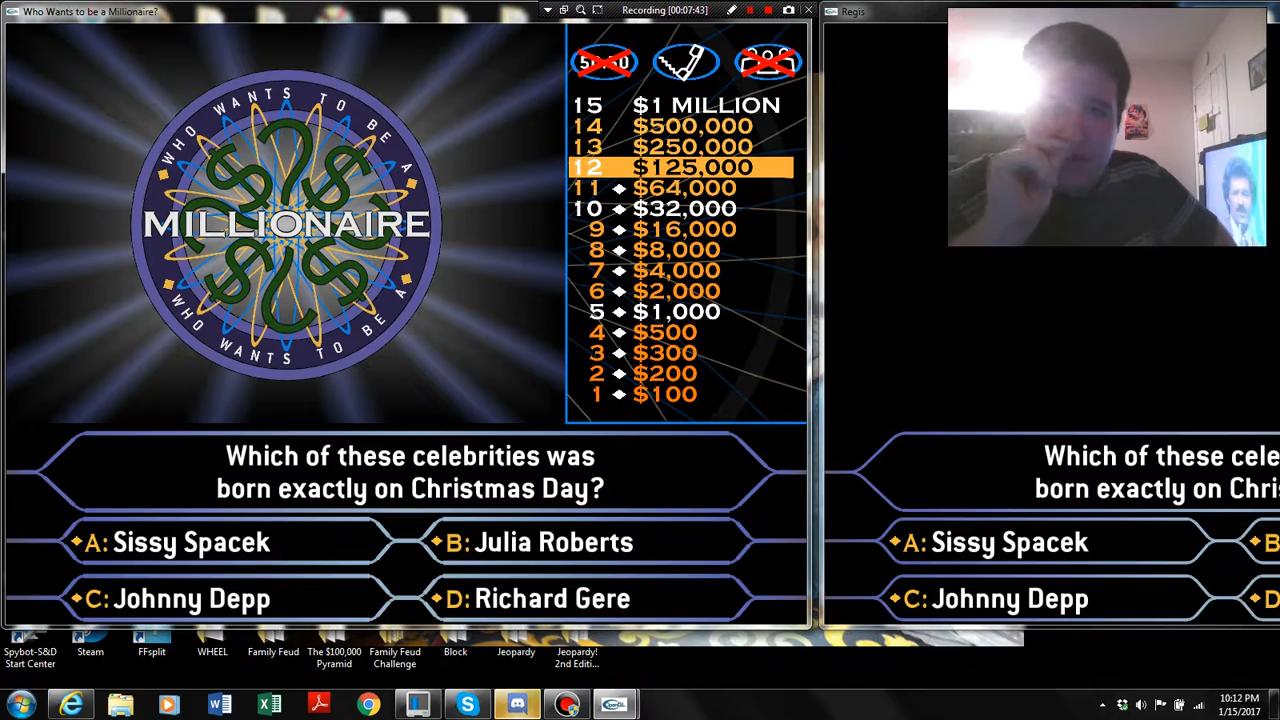 Who Wants to be a Millionaire?
Recording [00:07:43]
Regis
WHO WANTS TO BE A
MILLIONAIRE
WHO WANTS TO BE A
50:50
15 $1 MILLION
14 $500,000
13 $250,000
12 $125,000
11 $64,000
10 $32,000
9 $16,000
8 $8,000
7 $4,000
6 $2,000
5 $1,000
4 $500
3 $300
2 $200
1 $100
Which of these celebrities was
born exactly on Christmas Day?
A: Sissy Spacek
B: Julia Roberts
C: Johnny Depp
D: Richard Gere
Which of these cele
born exactly on Chri
A: Sissy Spacek
B
C: Johnny Depp
D
Spybot-S&D
Start Center
Steam
FFsplit
WHEEL
Family Feud
The $100,000
Pyramid
Family Feud
Challenge
Block
Jeopardy
Jeopardy!
2nd Editi...
10:12 PM
1/15/2017